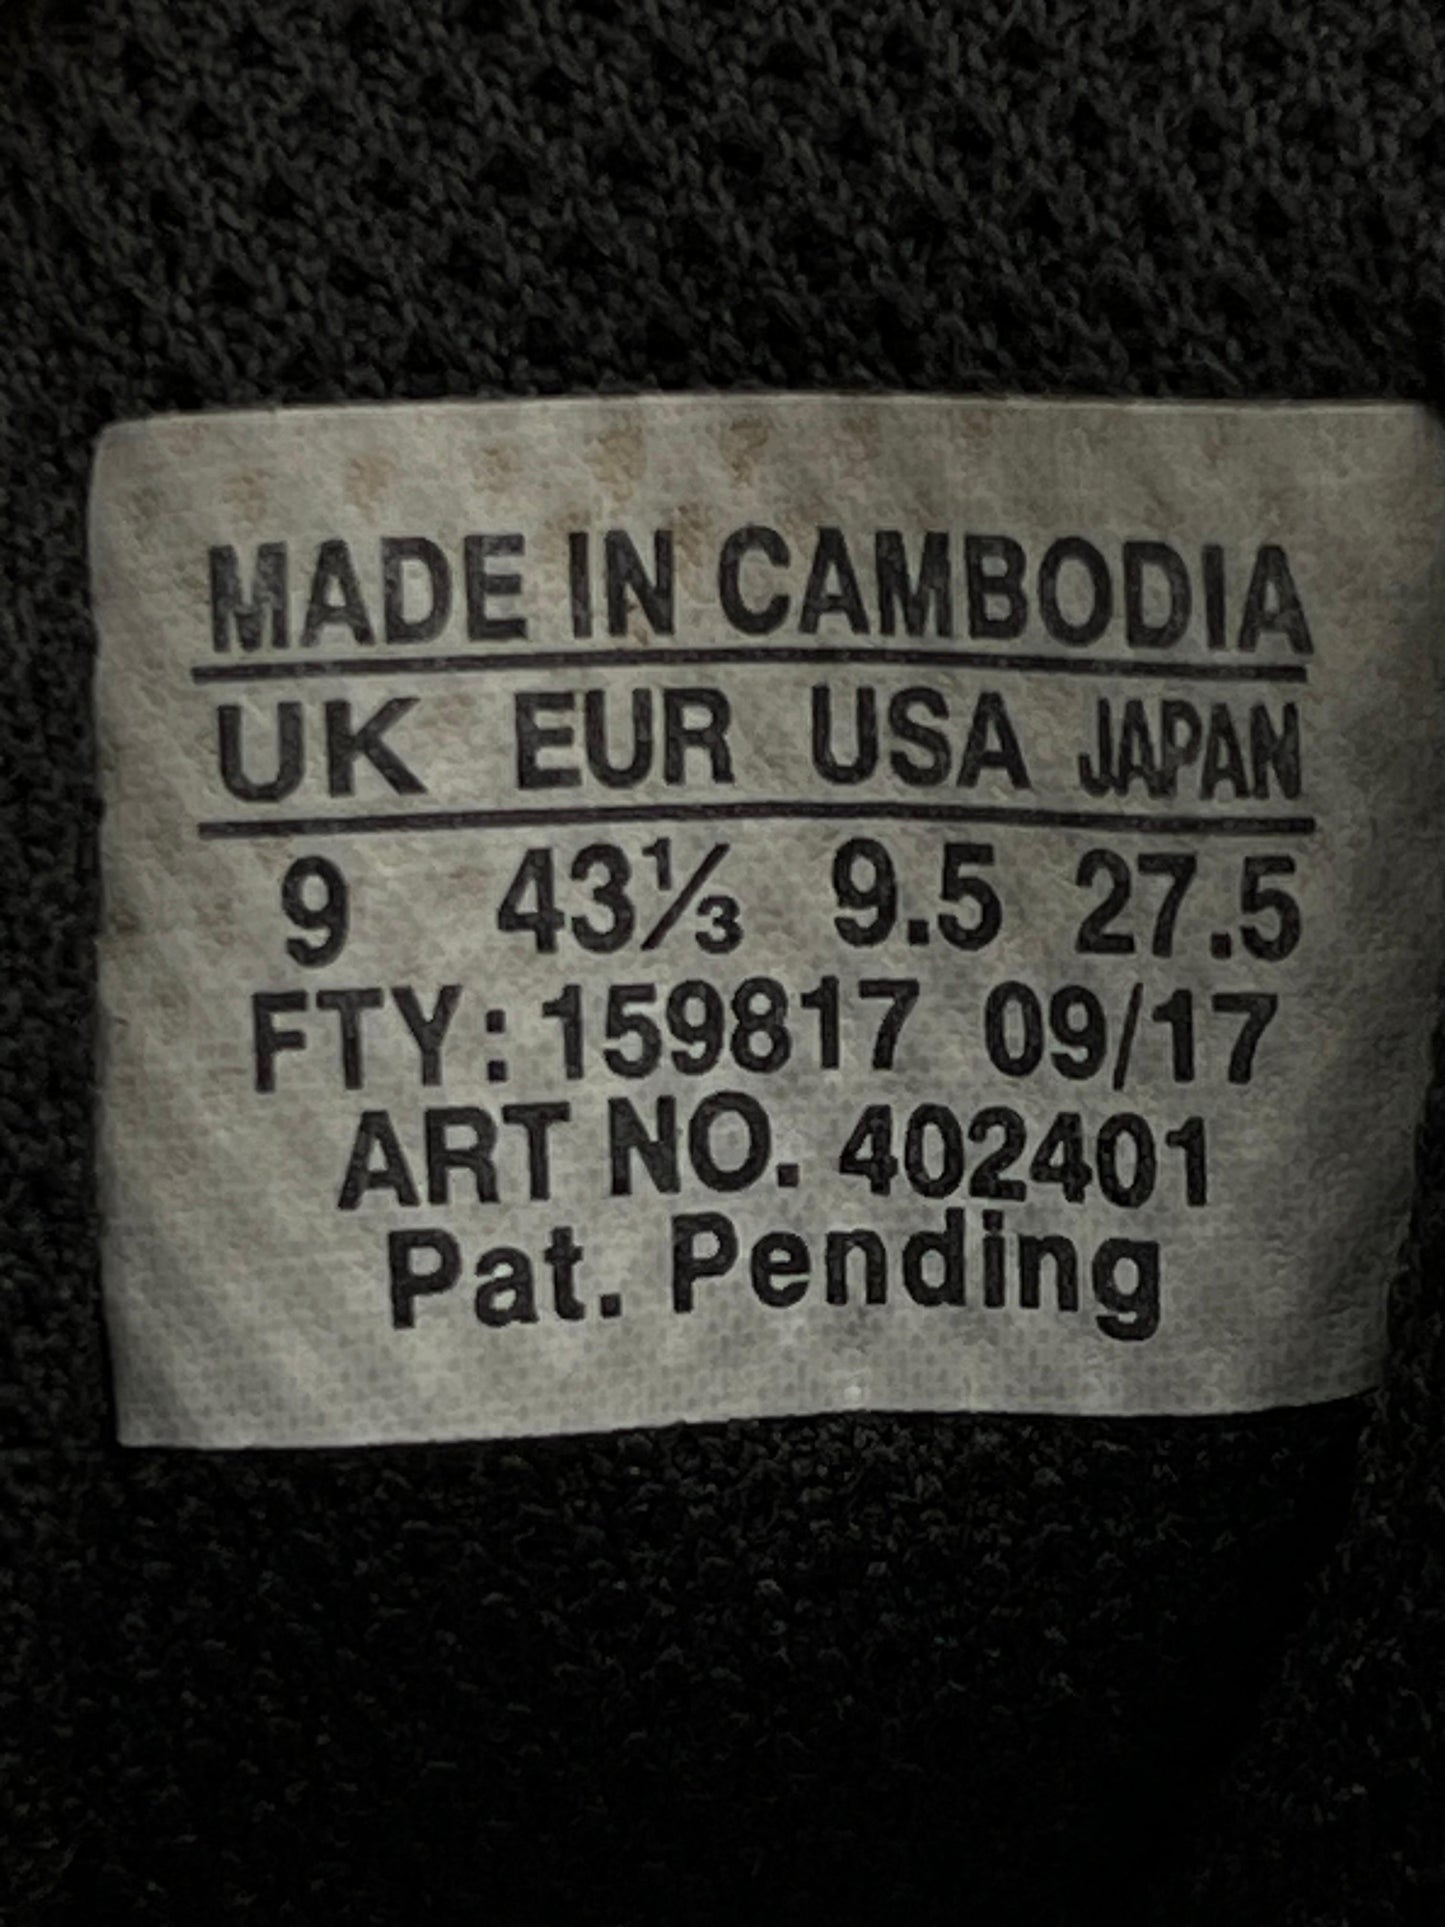 MADE IN CAMBODIA
UK EUR USA JAPAN
9 43⅓ 9.5 27.5
FTY: 159817 09/17
ART NO. 402401
Pat. Pending